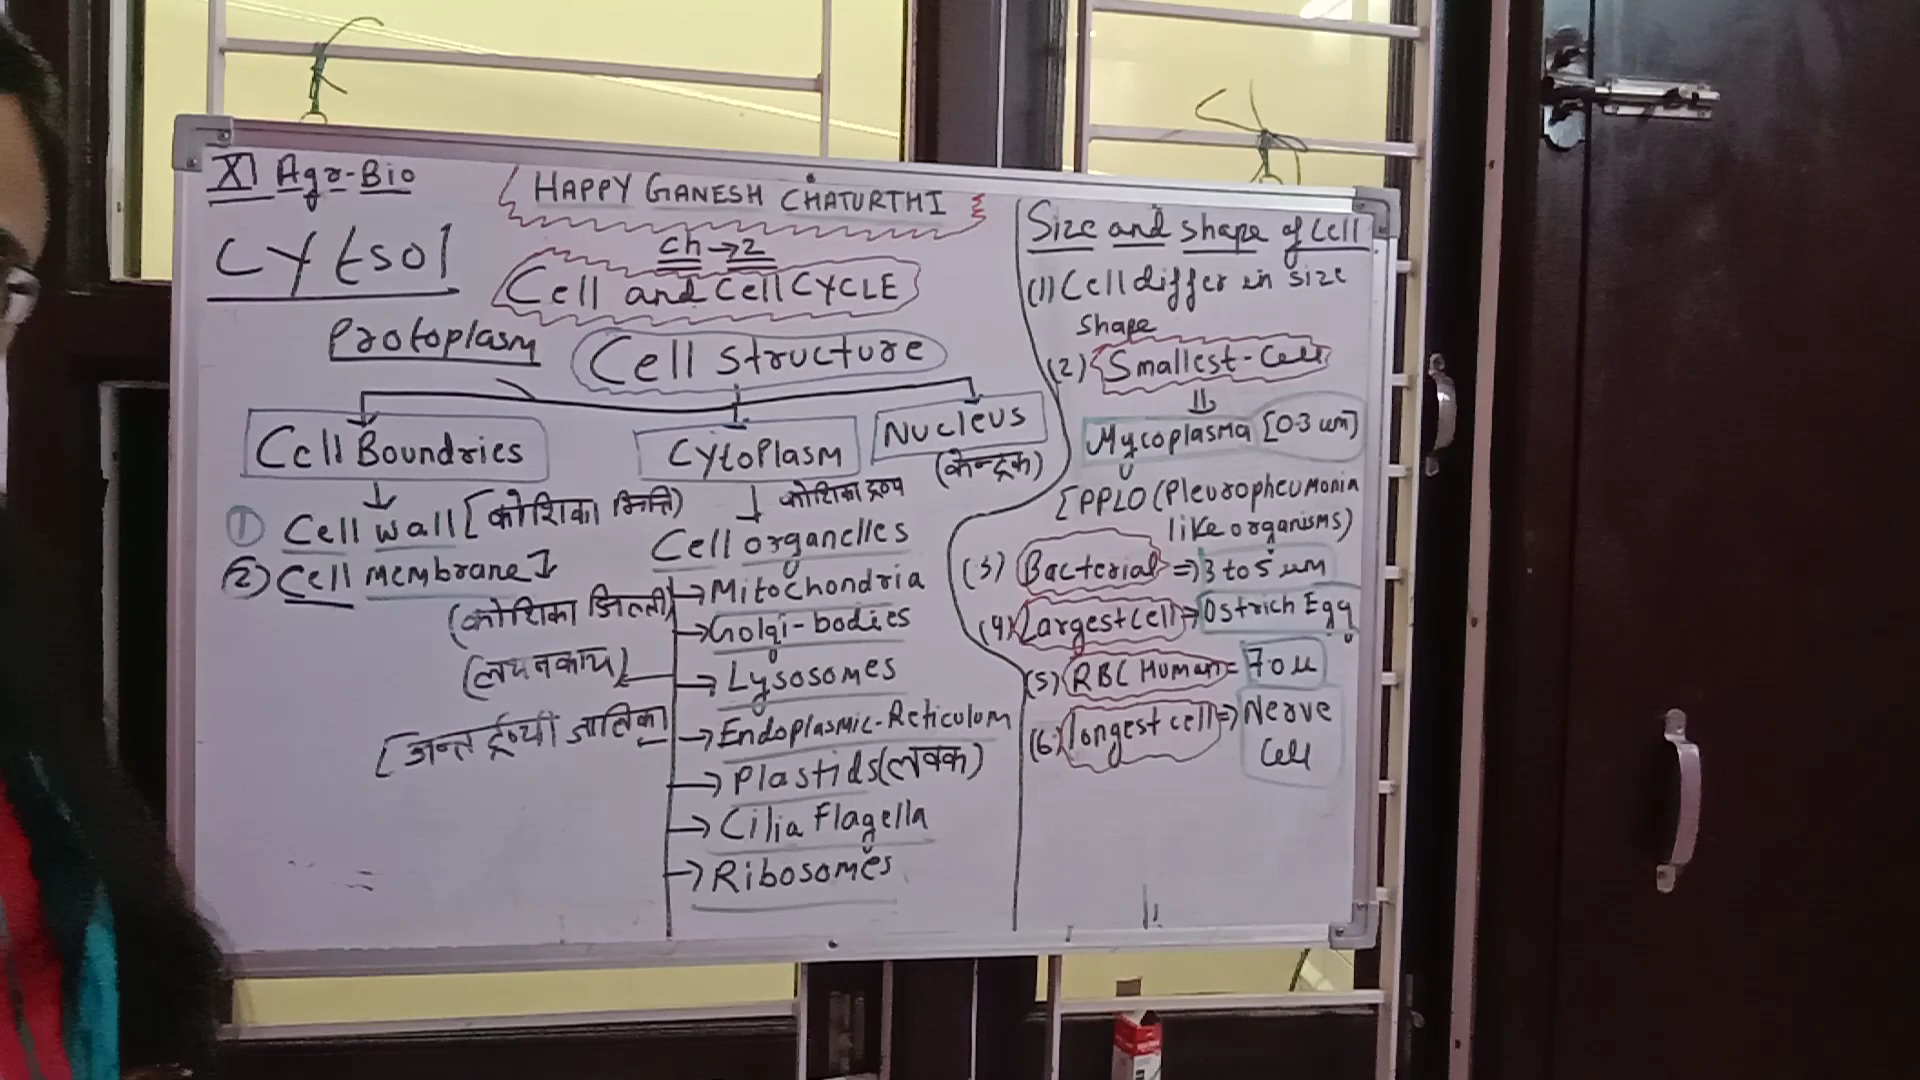 XI Agr-Bio
HAPPY GANESH CHATURTHI
Cytsol
Ch→2
Cell and Cell CYCLE
Protoplasm
Cell Structure
Cell Boundries
CytoPlasm
Nucleus
(केन्द्रक)
कोशिका द्रव्य
① Cell wall [कोशिका भित्ति)
② Cell membrane]
(कोशिका झिल्ली)
Cell organelles
→Mitochondria
→Golgi-bodies
→Lysosomes
(लयनकाय)
→Endoplasmic-Reticulum
[अन्तर्द्रव्यी जालिका
→Plastids(लवक)
→Cilia Flagella
→Ribosomes
Size and shape of Cell
(1) Cell differ in size
shape
(2) Smallest-Cell
Mycoplasma [0.3 um]
[PPLO (Pleuropheumonia
like organisms)
(3) Bacterial ⇒ 3 to 5 um
(4) Largest Cell ⇒ Ostrich Egg
(5) RBC Human = 7.0 u
(6) longest cell ⇒ Nerve
Cell